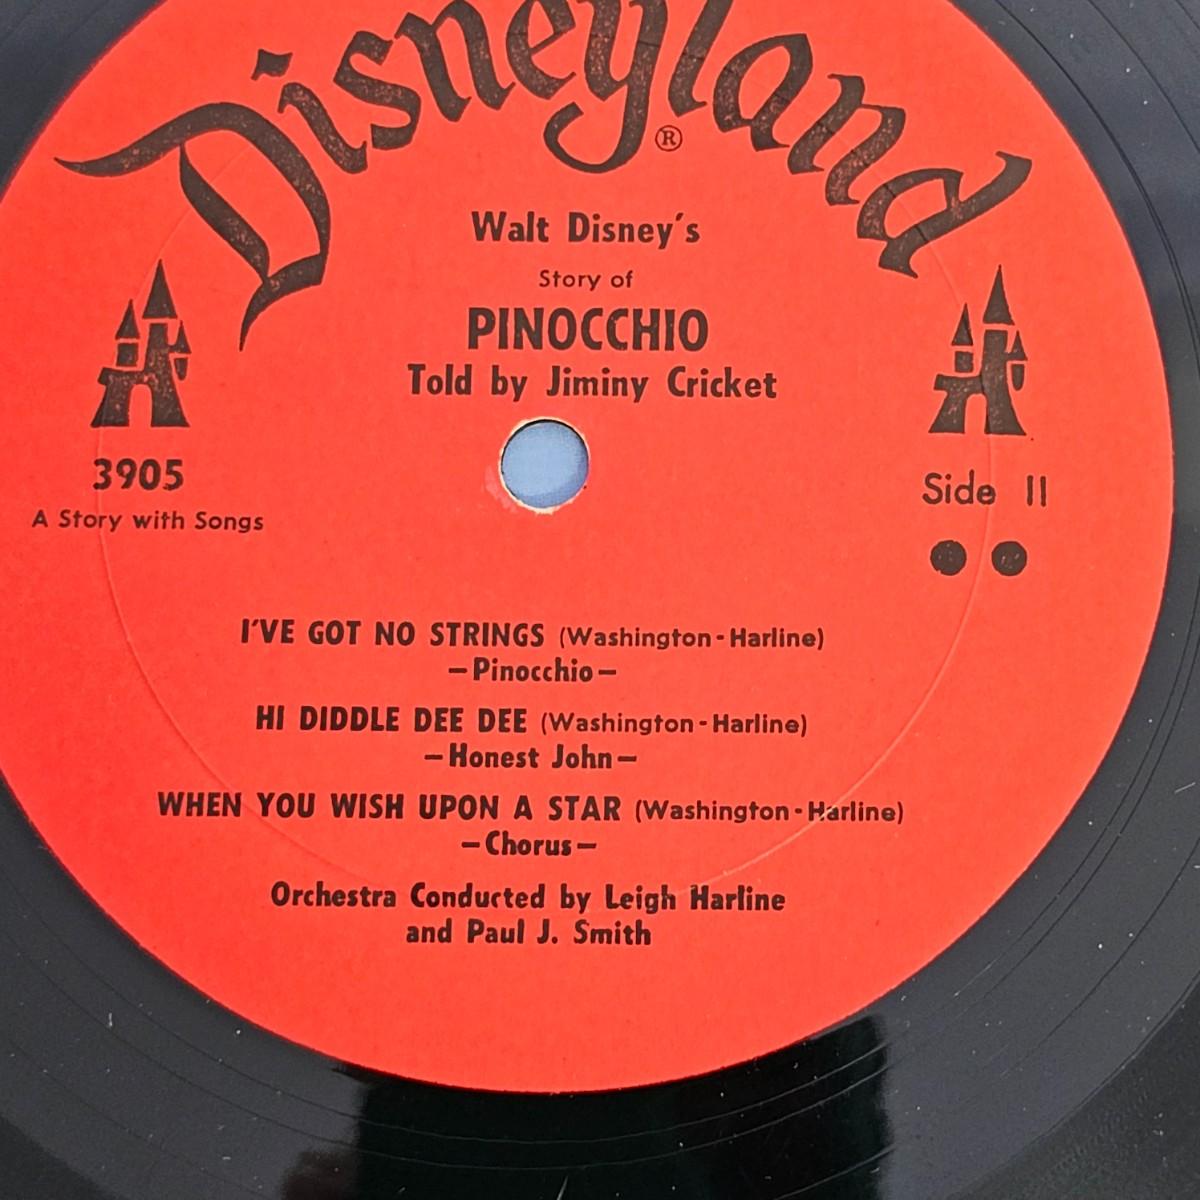 Disneyland®
Walt Disney's
Story of
PINOCCHIO
Told by Jiminy Cricket
3905
A Story with Songs
Side II
I'VE GOT NO STRINGS (Washington-Harline)
—Pinocchio—
HI DIDDLE DEE DEE (Washington-Harline)
—Honest John—
WHEN YOU WISH UPON A STAR (Washington-Harline)
—Chorus—
Orchestra Conducted by Leigh Harline
and Paul J. Smith